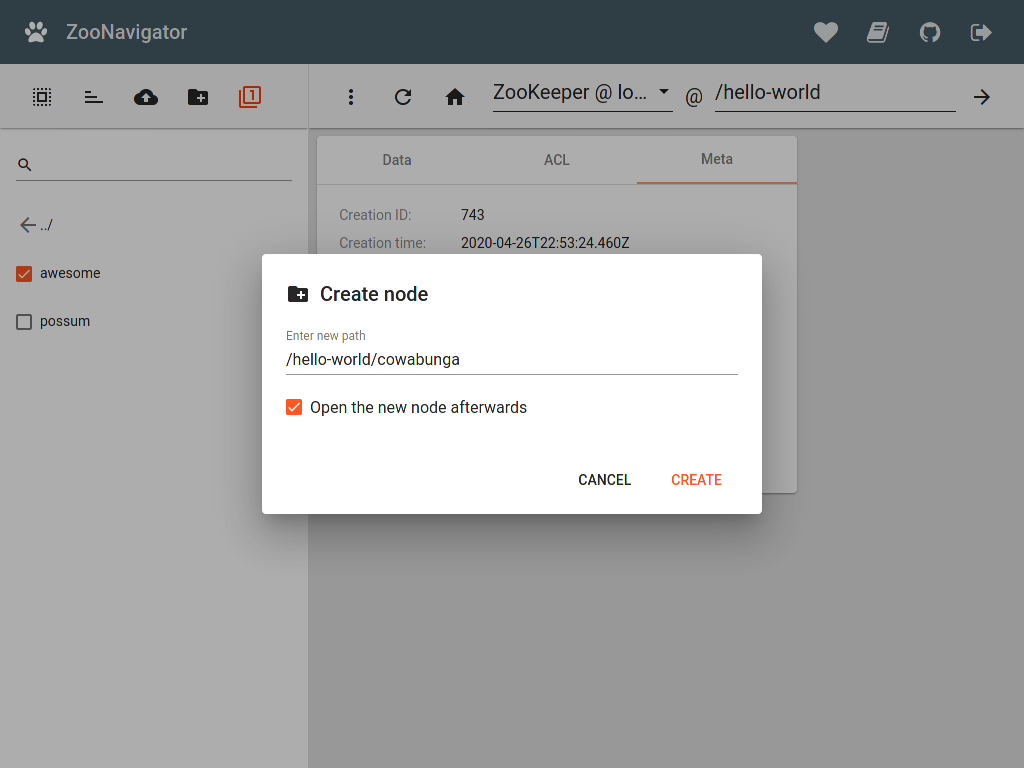 ZooNavigator
1
ZooKeeper @ lo...
@
/hello-world
Data
ACL
Meta
../
awesome
possum
Creation ID:
743
Creation time:
2020-04-26T22:53:24.460Z
Create node
Enter new path
/hello-world/cowabunga
Open the new node afterwards
CANCEL
CREATE